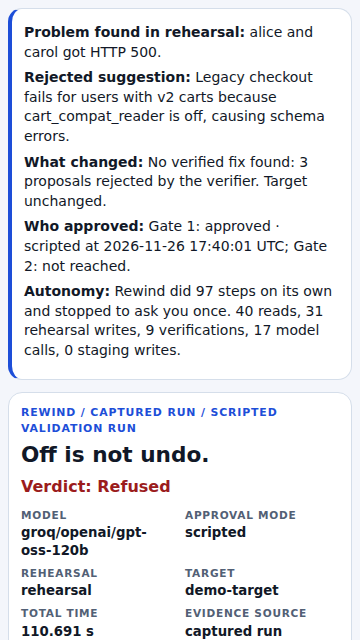 Problem found in rehearsal: alice and
carol got HTTP 500.
Rejected suggestion: Legacy checkout
fails for users with v2 carts because
cart_compat_reader is off, causing schema
errors.
What changed: No verified fix found: 3
proposals rejected by the verifier. Target
unchanged.
Who approved: Gate 1: approved ·
scripted at 2026-11-26 17:40:01 UTC; Gate
2: not reached.
Autonomy: Rewind did 97 steps on its own
and stopped to ask you once. 40 reads, 31
rehearsal writes, 9 verifications, 17 model
calls, 0 staging writes.
REWIND / CAPTURED RUN / SCRIPTED
VALIDATION RUN
Off is not undo.
Verdict: Refused
MODEL
groq/openai/gpt-
oss-120b
APPROVAL MODE
scripted
REHEARSAL
rehearsal
TARGET
demo-target
TOTAL TIME
110.691 s
EVIDENCE SOURCE
captured run